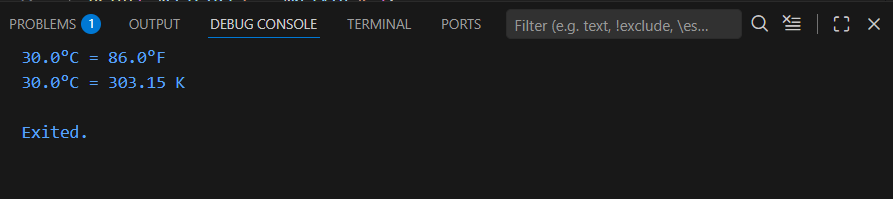 PROBLEMS 1 OUTPUT DEBUG CONSOLE TERMINAL PORTS Filter (e.g. text, !exclude, \es...
30.0°C = 86.0°F
30.0°C = 303.15 K
Exited.